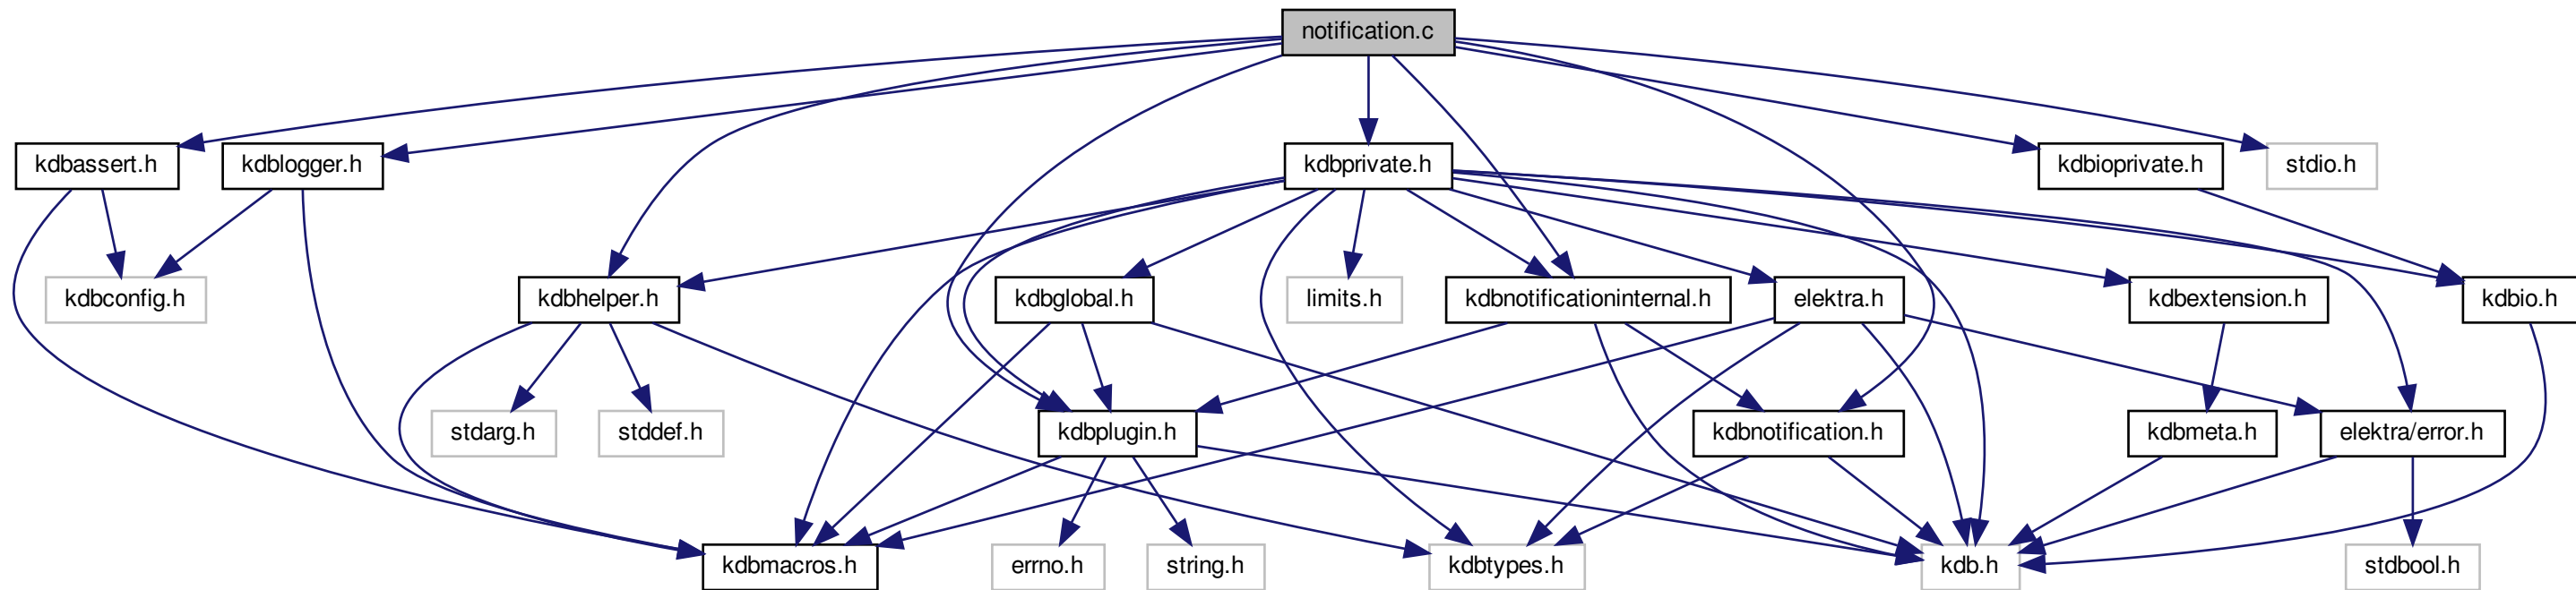 notification.c
kdbassert.h
kdblogger.h
kdbprivate.h
kdbioprivate.h
stdio.h
kdbconfig.h
kdbhelper.h
kdbglobal.h
limits.h
kdbnotificationinternal.h
elektra.h
kdbextension.h
kdbio.h
stdarg.h
stddef.h
kdbplugin.h
kdbnotification.h
kdbmeta.h
elektra/error.h
kdbmacros.h
errno.h
string.h
kdbtypes.h
kdb.h
stdbool.h